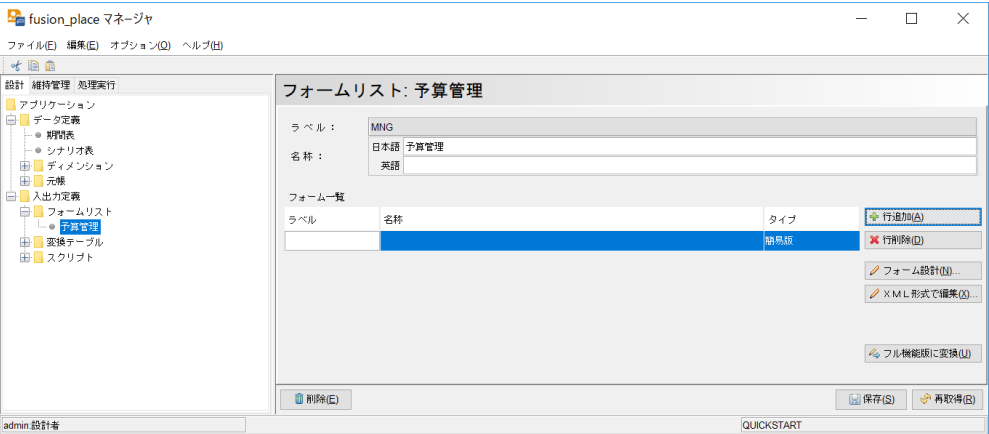 fusion_place マネージャ
ファイル(F) 編集(E) オプション(O) ヘルプ(H)
設計 維持管理 処理実行
アプリケーション
データ定義
期間表
シナリオ表
ディメンション
元帳
入出力定義
フォームリスト
予算管理
変換テーブル
スクリプト
フォームリスト: 予算管理
ラベル： MNG
名称： 日本語 予算管理
英語
フォーム一覧
ラベル 名称 タイプ
簡易版
行追加(A)
行削除(D)
フォーム設計(N)...
ＸＭＬ形式で編集(X)...
フル機能版に変換(U)
削除(E) 保存(S) 再取得(R)
admin:設計者 QUICKSTART